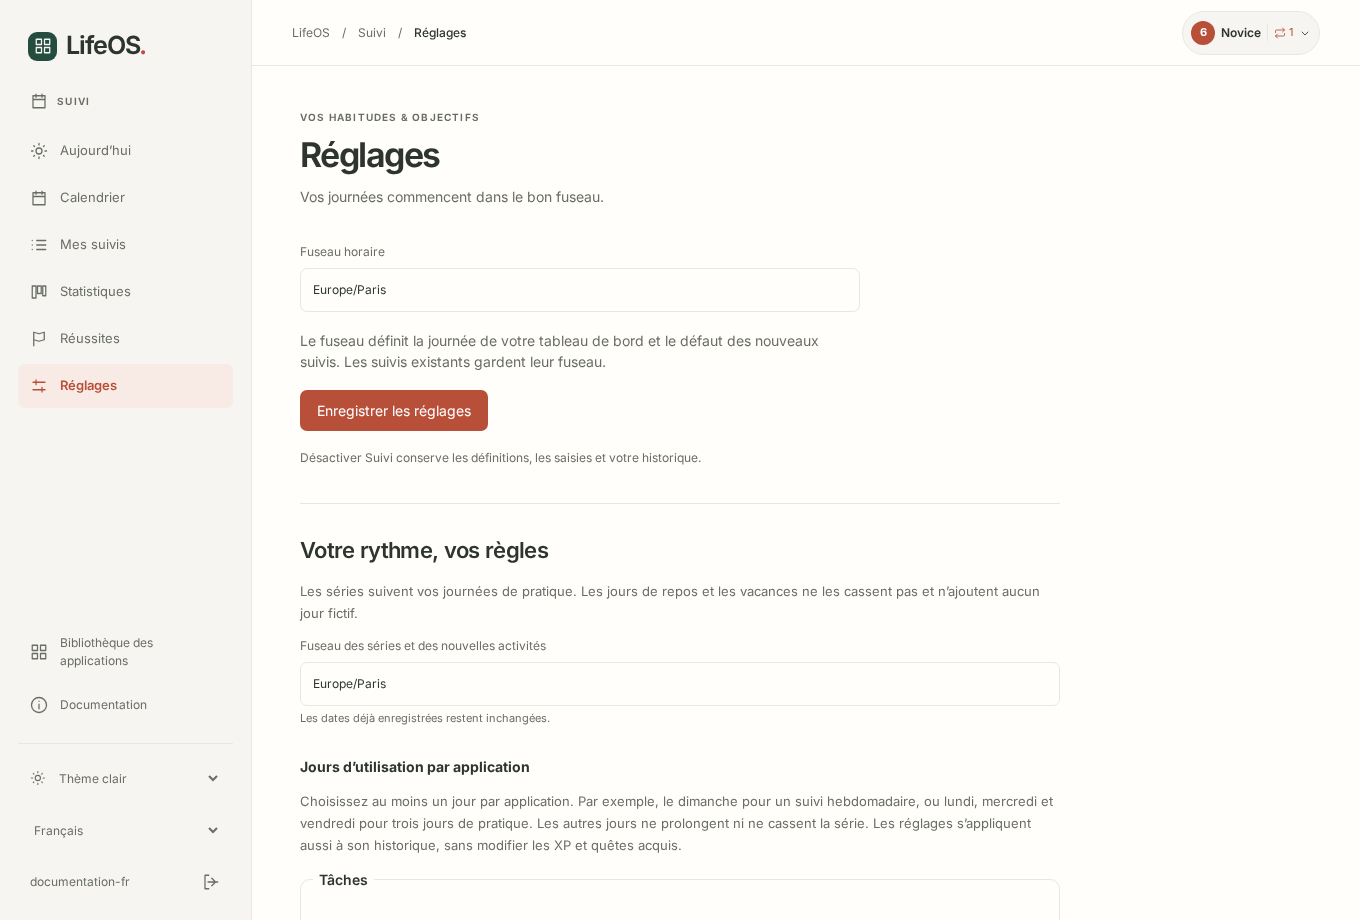 LifeOS.
SUIVI
Aujourd’hui
Calendrier
Mes suivis
Statistiques
Réussites
Réglages
Bibliothèque des
applications
Documentation
Thème clair
Français
documentation-fr
LifeOS / Suivi / Réglages
6 Novice 1
VOS HABITUDES & OBJECTIFS
Réglages
Vos journées commencent dans le bon fuseau.
Fuseau horaire
Europe/Paris
Le fuseau définit la journée de votre tableau de bord et le défaut des nouveaux
suivis. Les suivis existants gardent leur fuseau.
Enregistrer les réglages
Désactiver Suivi conserve les définitions, les saisies et votre historique.
Votre rythme, vos règles
Les séries suivent vos journées de pratique. Les jours de repos et les vacances ne les cassent pas et n’ajoutent aucun
jour fictif.
Fuseau des séries et des nouvelles activités
Europe/Paris
Les dates déjà enregistrées restent inchangées.
Jours d’utilisation par application
Choisissez au moins un jour par application. Par exemple, le dimanche pour un suivi hebdomadaire, ou lundi, mercredi et
vendredi pour trois jours de pratique. Les autres jours ne prolongent ni ne cassent la série. Les réglages s’appliquent
aussi à son historique, sans modifier les XP et quêtes acquis.
Tâches